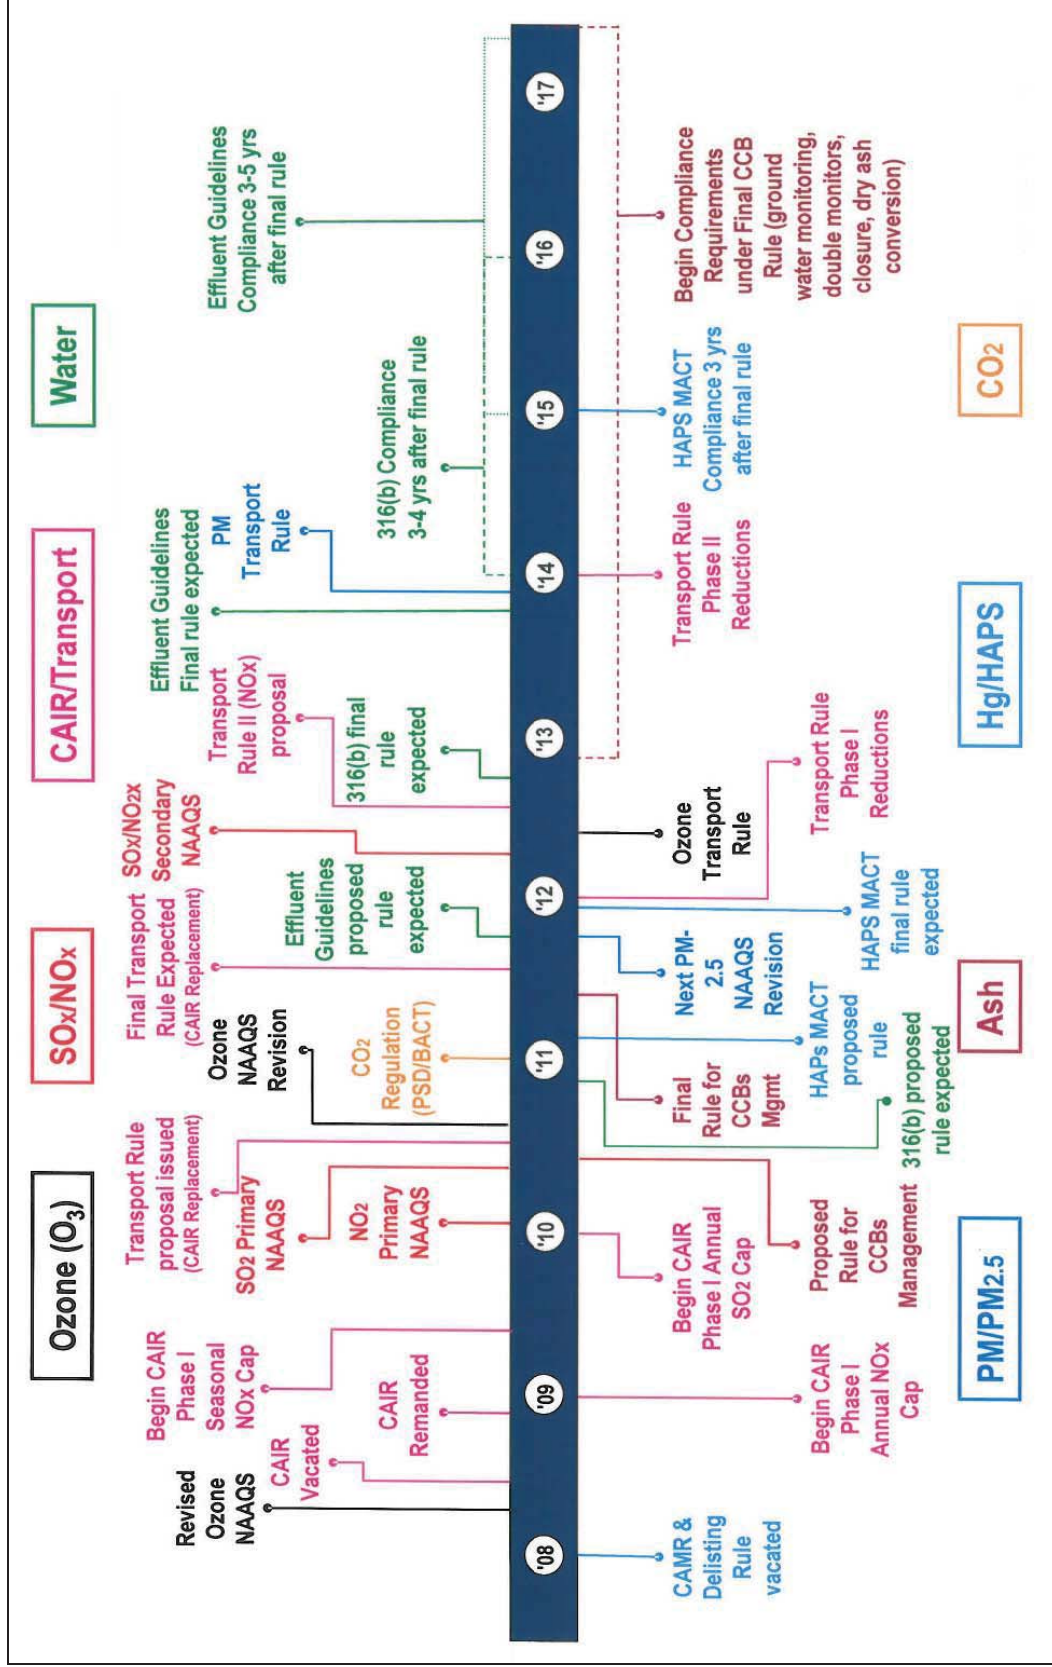 Ozone (O3)
SOx/NOx
CAIR/Transport
Water
Revised
Ozone
NAAQS
CAIR
Vacated
Begin CAIR
Phase I
Seasonal
NOx Cap
CAIR
Remanded
Transport Rule
proposal issued
(CAIR Replacement)
SO2 Primary
NAAQS
NO2
Primary
NAAQS
Ozone
NAAQS
Revision
CO2
Regulation
(PSD/BACT)
Final Transport
Rule Expected
(CAIR Replacement)
Effluent
Guidelines
proposed
rule
expected
SOx/NO2x
Secondary
NAAQS
Transport
Rule II (NOx)
proposal
316(b) final
rule
expected
Effluent Guidelines
Final rule expected
PM
Transport
Rule
316(b) Compliance
3-4 yrs after final rule
Effluent Guidelines
Compliance 3-5 yrs
after final rule
'08
'09
'10
'11
'12
'13
'14
'15
'16
'17
CAMR &
Delisting
Rule
vacated
Begin CAIR
Phase I
Annual NOx
Cap
Begin CAIR
Phase I Annual
SO2 Cap
Proposed
Rule for
CCBs
Management
316(b) proposed
rule expected
Final
Rule for
CCBs
Mgmt
HAPs MACT
proposed
rule
Next PM-
2.5
NAAQS
Revision
HAPS MACT
final rule
expected
Transport Rule
Phase I
Reductions
Ozone
Transport
Rule
Transport Rule
Phase II
Reductions
HAPS MACT
Compliance 3 yrs
after final rule
Begin Compliance
Requirements
under Final CCB
Rule (ground
water monitoring,
double monitors,
closure, dry ash
conversion)
PM/PM2.5
Ash
Hg/HAPS
CO2